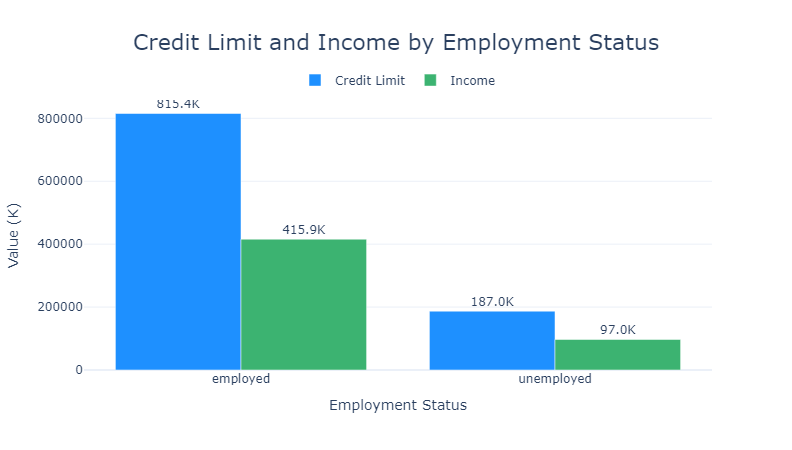 Credit Limit and Income by Employment Status
Credit Limit Income
815.4K
800000
600000
415.9K
400000
187.0K
200000
97.0K
0
employed unemployed
Value (K)
Employment Status